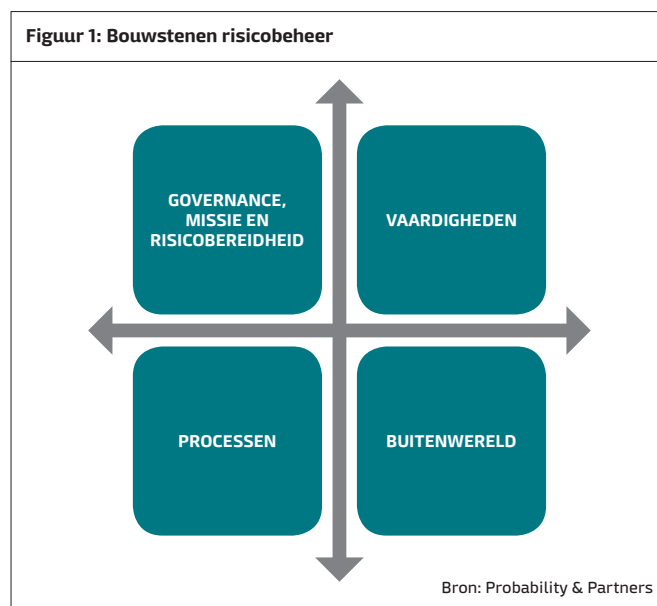 Figuur 1: Bouwstenen risicobeheer
GOVERNANCE,
MISSIE EN
RISICOBEREIDHEID
VAARDIGHEDEN
PROCESSEN
BUITENWERELD
Bron: Probability & Partners